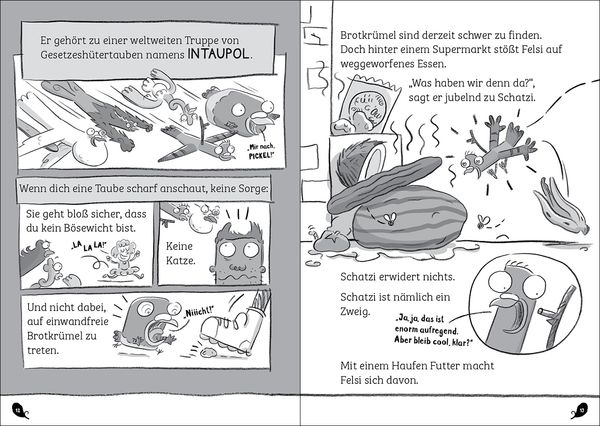 Er gehört zu einer weltweiten Truppe von
Gesetzeshütertauben namens INTAUPOL.
„Mir nach,
PICKEL!"
Wenn dich eine Taube scharf anschaut, keine Sorge:
Sie geht bloß sicher, dass
du kein Bösewicht bist.
„LA LA LA!"
Keine
Katze.
Und nicht dabei,
auf einwandfreie
Brotkrümel zu
treten.
„Niiicht!"
12
Brotkrümel sind derzeit schwer zu finden.
Doch hinter einem Supermarkt stößt Felsi auf
weggeworfenes Essen.
„Was haben wir denn da?",
sagt er jubelnd zu Schatzi.
Schatzi erwidert nichts.
Schatzi ist nämlich ein
Zweig.
„Ja, ja, das ist
enorm aufregend.
Aber bleib cool, klar?"
Mit einem Haufen Futter macht
Felsi sich davon.
13